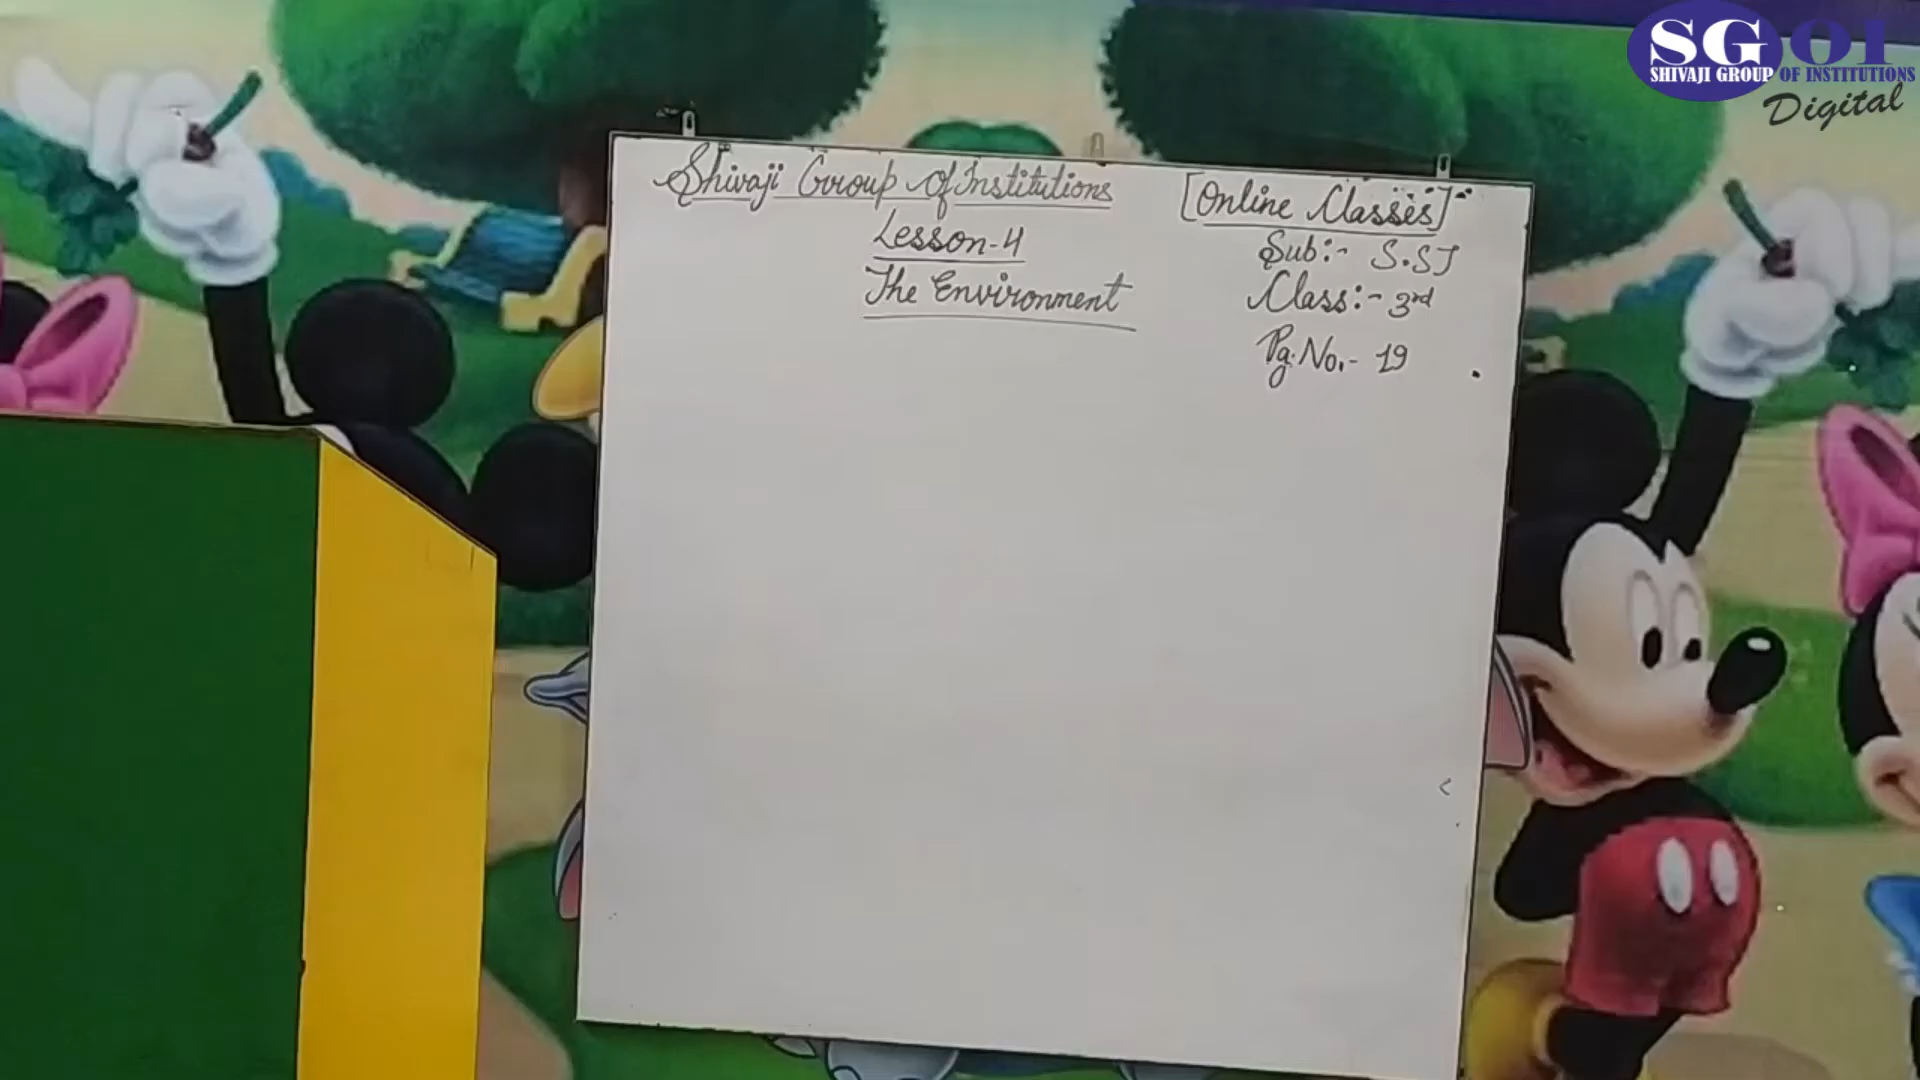 SGOI
SHIVAJI GROUP OF INSTITUTIONS
Digital
Shivaji Group of Institutions
[Online Classes]
Lesson-4
The Environment
Sub:- S.ST
Class:- 3rd
Pg.No.- 19